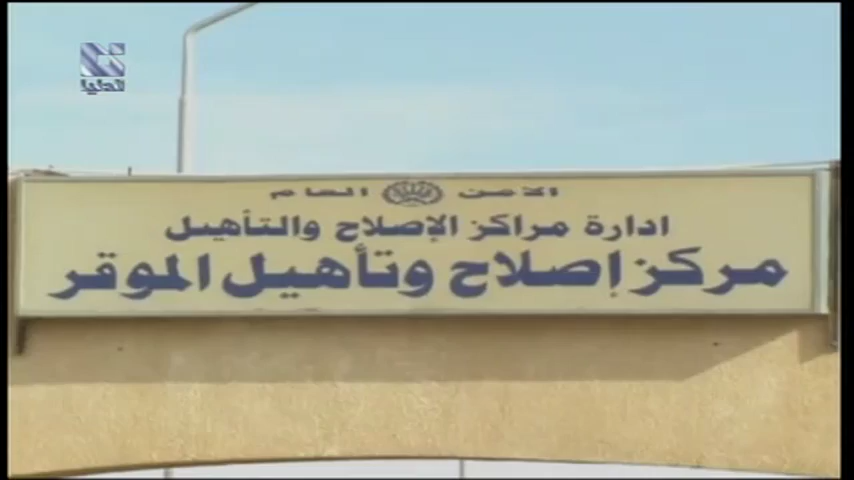 الأمن العام
ادارة مراكز الإصلاح والتأهيل
مركز إصلاح وتأهيل الموقر